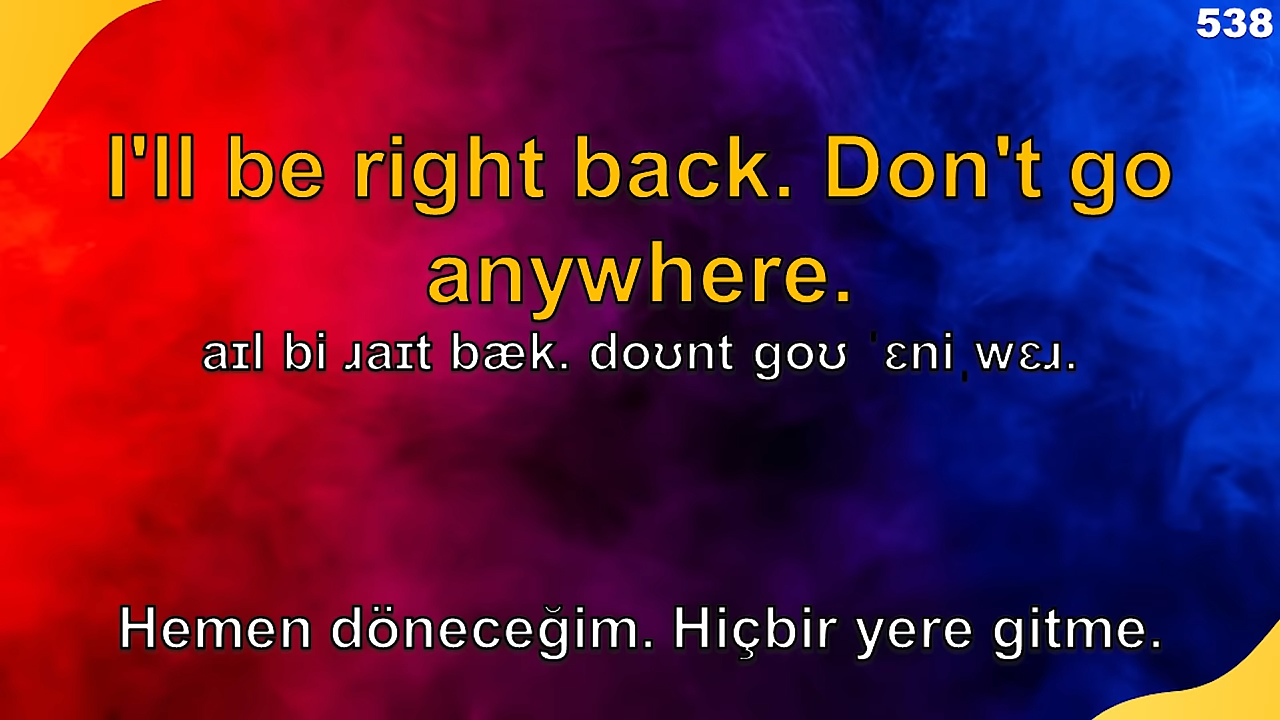 538
I'll be right back. Don't go
anywhere.
aɪl bi ɹaɪt bæk. doʊnt goʊ ˈɛniˌwɛɹ.
Hemen döneceğim. Hiçbir yere gitme.